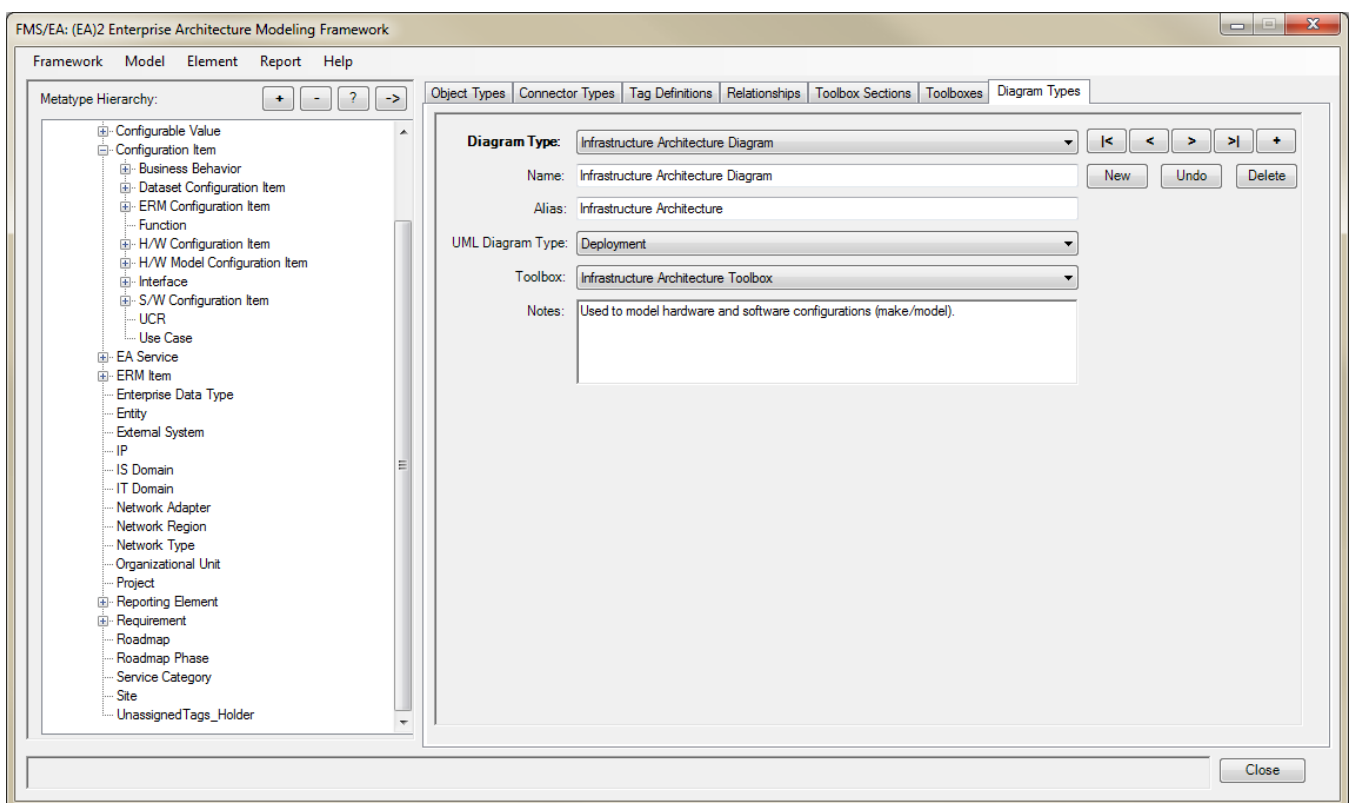 FMS/EA: (EA)2 Enterprise Architecture Modeling Framework
Framework Model Element Report Help
Metatype Hierarchy: + - ? ->
Configurable Value
Configuration Item
Business Behavior
Dataset Configuration Item
ERM Configuration Item
Function
H/W Configuration Item
H/W Model Configuration Item
Interface
S/W Configuration Item
UCR
Use Case
EA Service
ERM Item
Enterprise Data Type
Entity
External System
IP
IS Domain
IT Domain
Network Adapter
Network Region
Network Type
Organizational Unit
Project
Reporting Element
Requirement
Roadmap
Roadmap Phase
Service Category
Site
UnassignedTags_Holder
Object Types Connector Types Tag Definitions Relationships Toolbox Sections Toolboxes Diagram Types
Diagram Type: Infrastructure Architecture Diagram |< < > >| +
Name: Infrastructure Architecture Diagram New Undo Delete
Alias: Infrastructure Architecture
UML Diagram Type: Deployment
Toolbox: Infrastructure Architecture Toolbox
Notes: Used to model hardware and software configurations (make/model).
Close